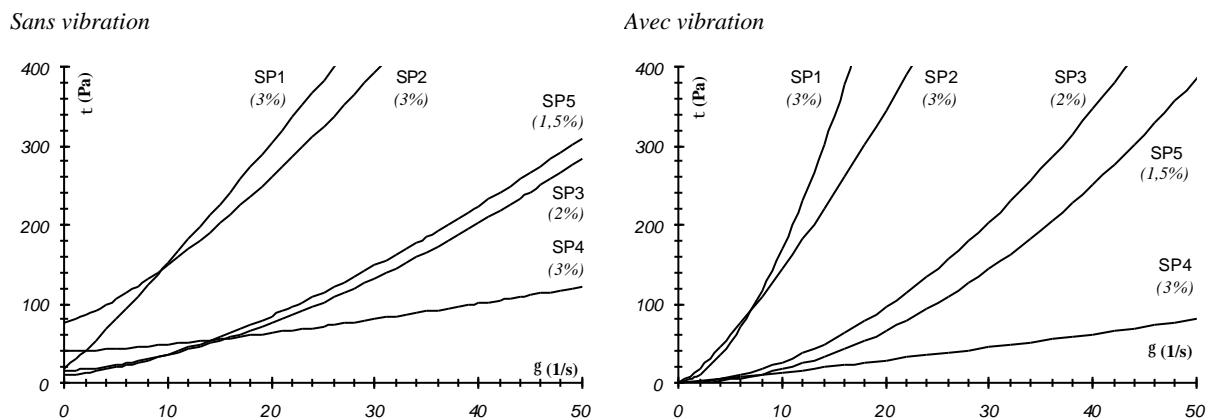 Sans vibration
400
300
200
100
0
t (Pa)
SP1
(3%)
SP2
(3%)
SP5
(1,5%)
SP3
(2%)
SP4
(3%)
g (1/s)
0 10 20 30 40 50
Avec vibration
400
300
200
100
0
t (Pa)
SP1
(3%)
SP2
(3%)
SP3
(2%)
SP5
(1,5%)
SP4
(3%)
g (1/s)
0 10 20 30 40 50